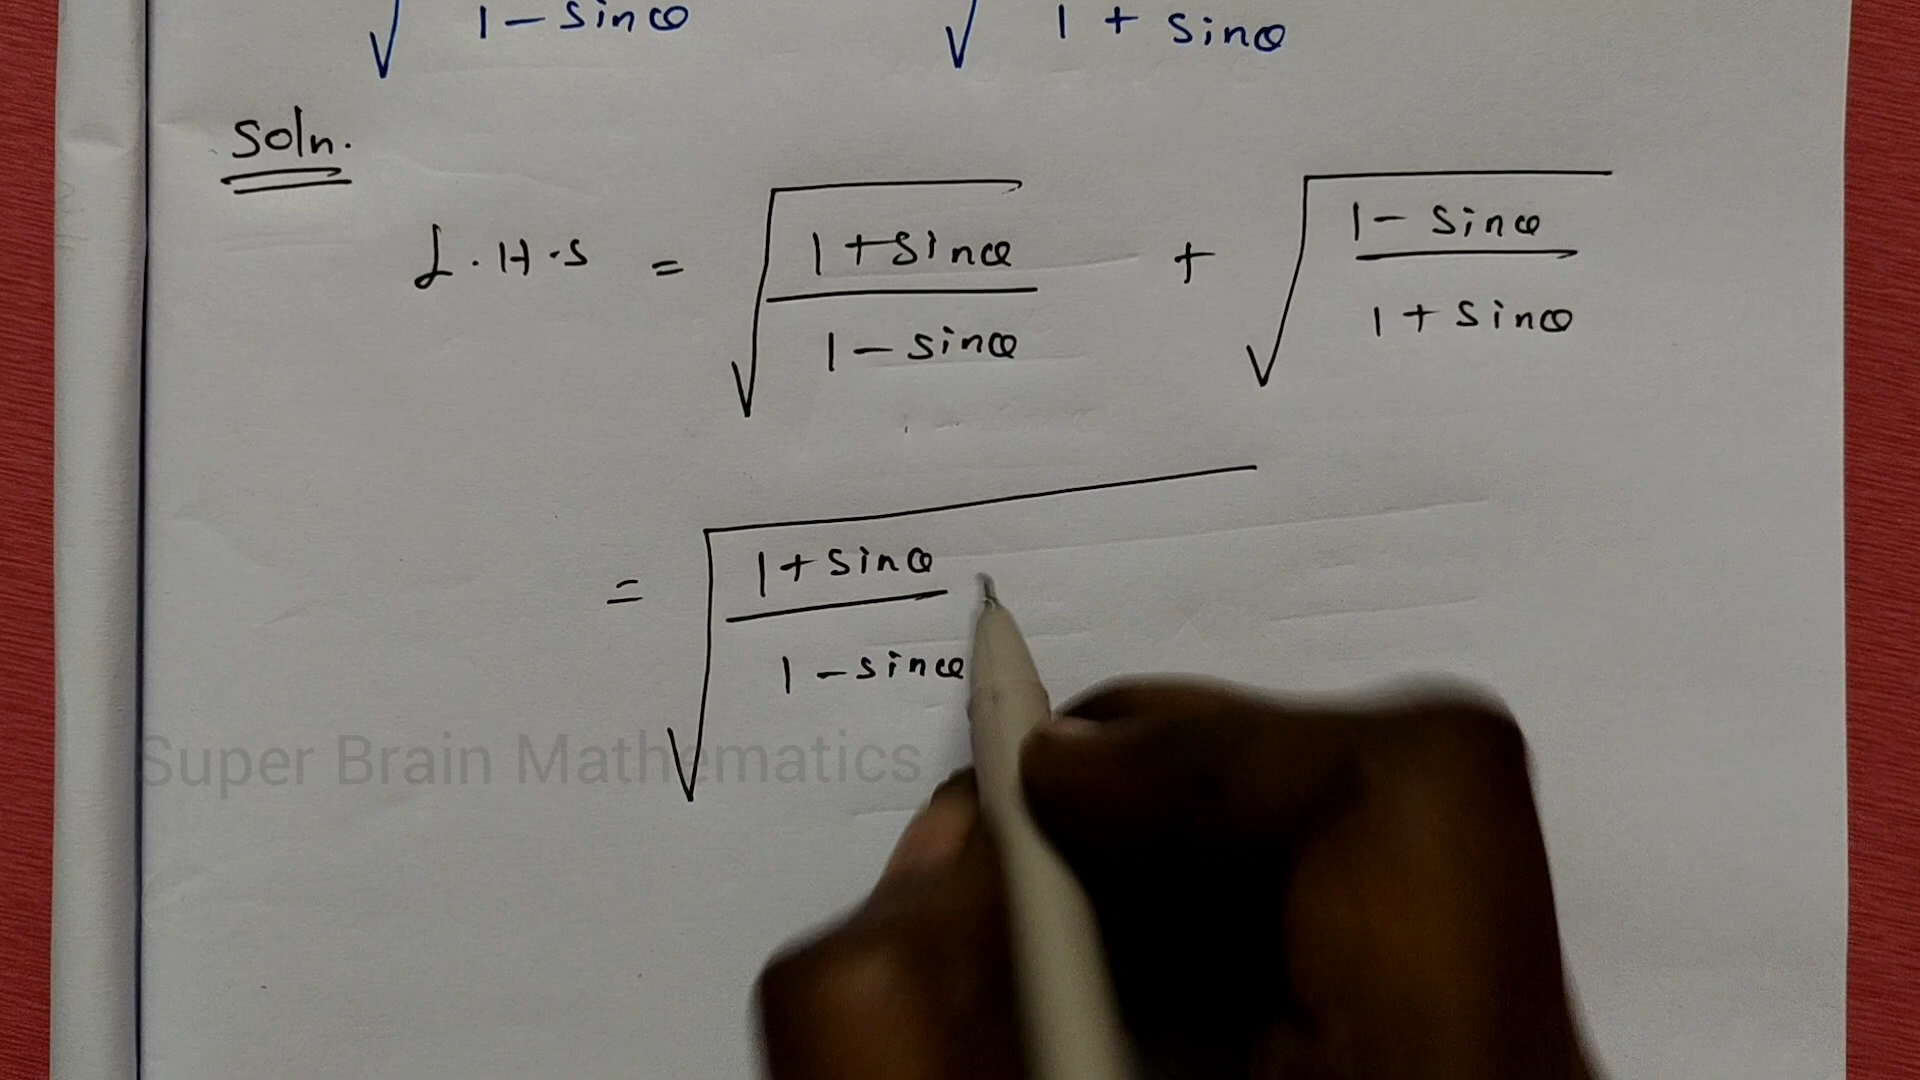 √ 1 - sinθ √ 1 + sinθ
Soln.
L.H.S = √((1 + sinθ)/(1 - sinθ)) + √((1 - sinθ)/(1 + sinθ))
= √((1 + sinθ)/(1 - sinθ))
Super Brain Mathematics